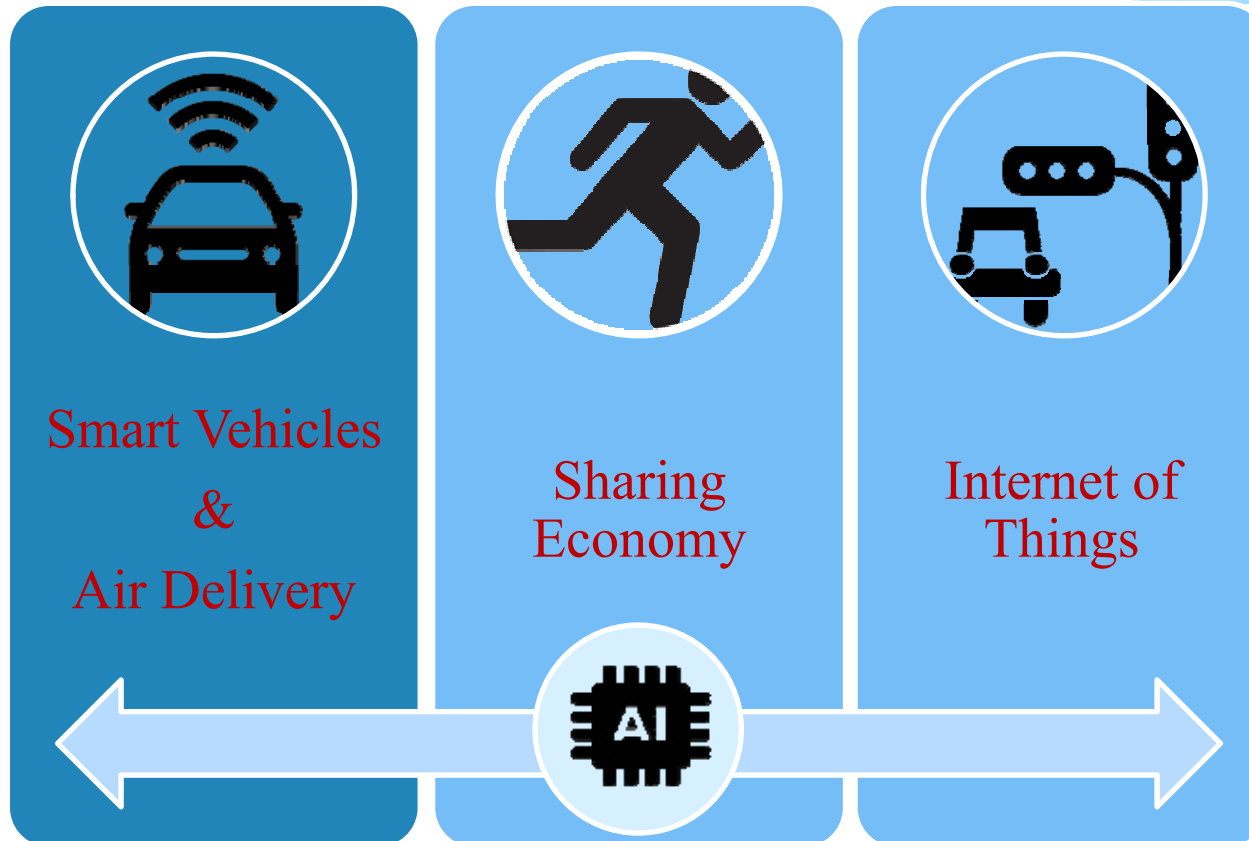 Smart Vehicles
&
Air Delivery
Sharing
Economy
Internet of
Things
AI